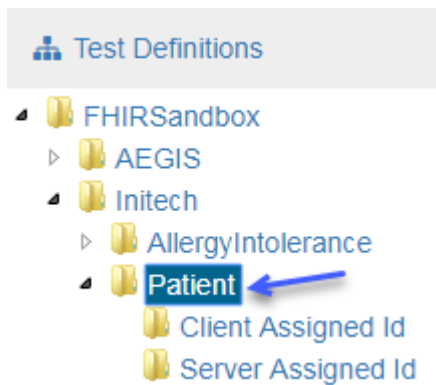 Test Definitions
FHIRSandbox
AEGIS
Initech
AllergyIntolerance
Patient
Client Assigned Id
Server Assigned Id